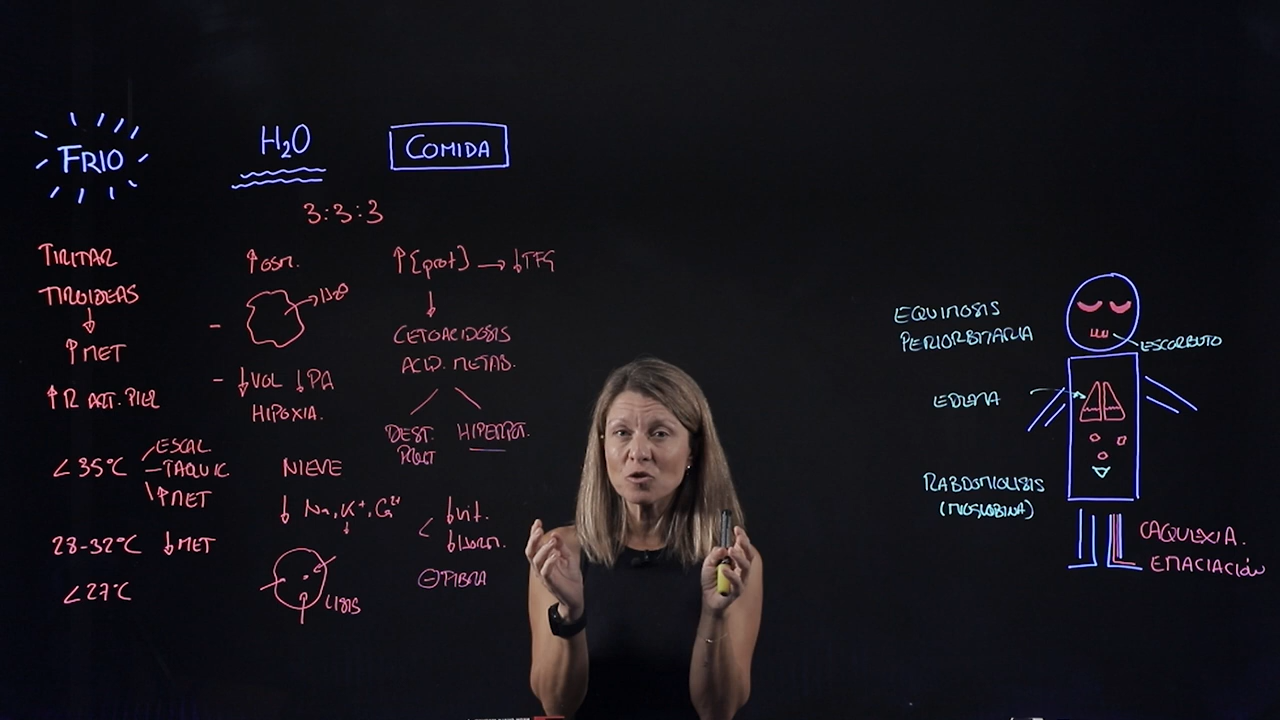 FRIO
TIRITAR
TIROIDEAS
↑ MET
↑ R ART. PIEL
< 35°C
ESCAL
TAQUIC
↑ MET
28-32°C ↓ MET
< 27°C
H₂O
3:3:3
↑ OSM.
H₂O
- ↓ VOL ↓ PA
HIPOXIA.
NIEVE
↓ Na, K⁺, Ca²⁺
LISIS
COMIDA
↑ [prot] → ↓ TFG
CETOACIDOSIS
ACID. METAB.
DEST.
PROT
HIPERPOT.
< ↓ vit.
↓ HORM.
⊖ FIBRA
EQUIMOSIS
PERIORBITARIA
ESCORBUTO
EDEMA
RABDOMIOLISIS
(MIOGLOBINA)
CAQUEXIA.
EMACIACIÓN